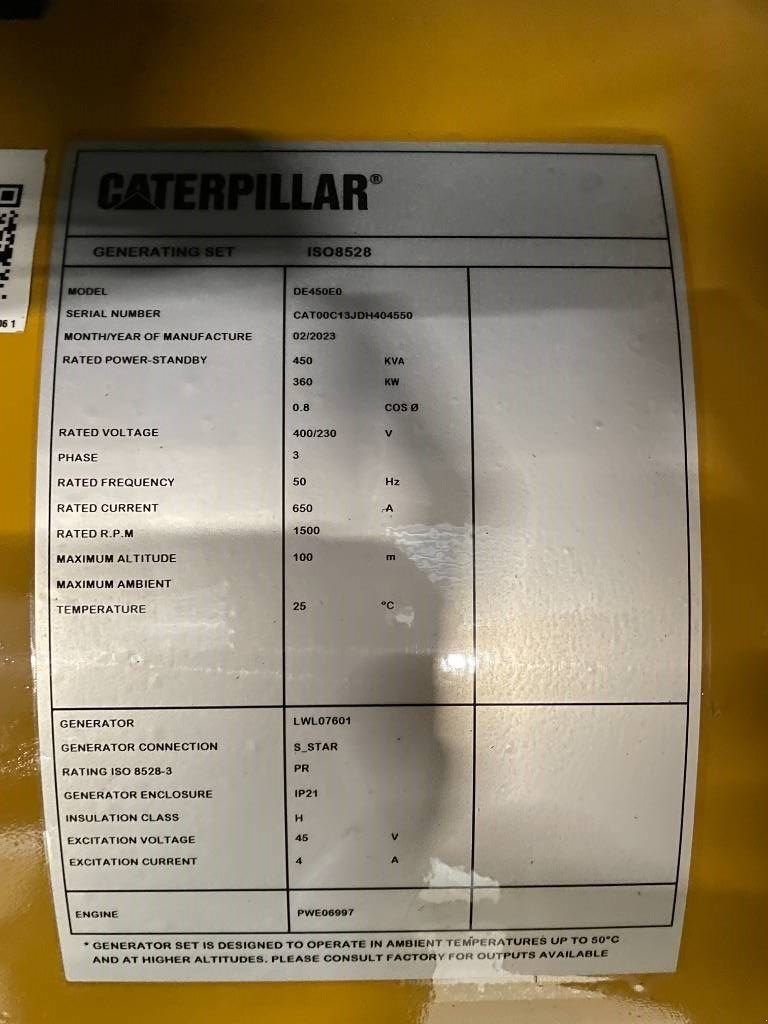 CATERPILLAR®
GENERATING SET ISO8528
MODEL DE450E0
SERIAL NUMBER CAT00C13JDH404550
MONTH/YEAR OF MANUFACTURE 02/2023
RATED POWER-STANDBY 450 KVA
360 KW
0.8 COS Ø
RATED VOLTAGE 400/230 V
PHASE 3
RATED FREQUENCY 50 Hz
RATED CURRENT 650 A
RATED R.P.M 1500
MAXIMUM ALTITUDE 100 m
MAXIMUM AMBIENT
TEMPERATURE 25 °C
GENERATOR LWL07601
GENERATOR CONNECTION S_STAR
RATING ISO 8528-3 PR
GENERATOR ENCLOSURE IP21
INSULATION CLASS H
EXCITATION VOLTAGE 45 V
EXCITATION CURRENT 4 A
ENGINE PWE06997
* GENERATOR SET IS DESIGNED TO OPERATE IN AMBIENT TEMPERATURES UP TO 50°C
AND AT HIGHER ALTITUDES. PLEASE CONSULT FACTORY FOR OUTPUTS AVAILABLE